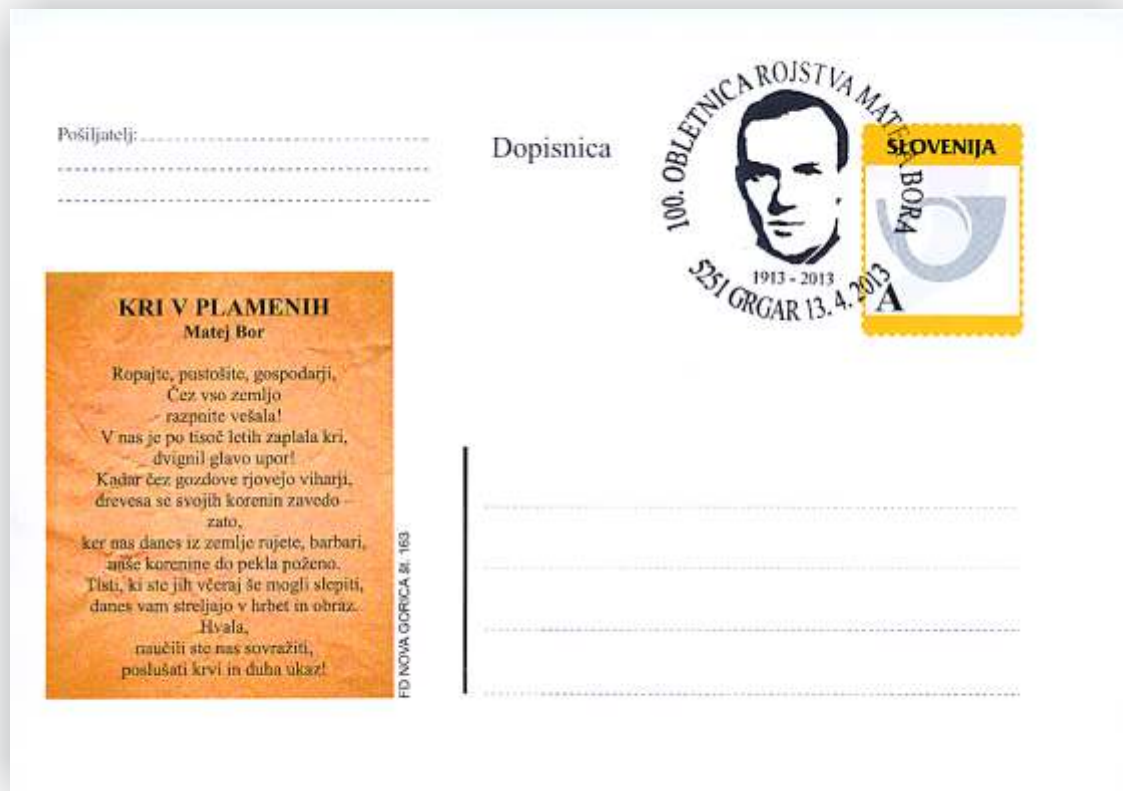 Pošiljatelj:
Dopisnica
100. OBLETNICA ROJSTVA MATEJA BORA
1913 - 2013
5251 GRGAR 13. 4. 2013
SLOVENIJA
A
KRI V PLAMENIH
Matej Bor
Ropajte, pustošite, gospodarji,
Čez vso zemljo
- razpnite vešala!
V nas je po tisoč letih zaplala kri,
dvignil glavo upor!
Kadar čez gozdove rjovejo viharji,
drevesa se svojih korenin zavedo –
zato,
ker nas danes iz zemlje rujete, barbari,
naše korenine do pekla poženo.
Tisti, ki ste jih včeraj še mogli slepiti,
danes vam streljajo v hrbet in obraz.
Hvala,
naučili ste nas sovražiti,
poslušati krvi in duha ukaz!
FD NOVA GORICA št. 163